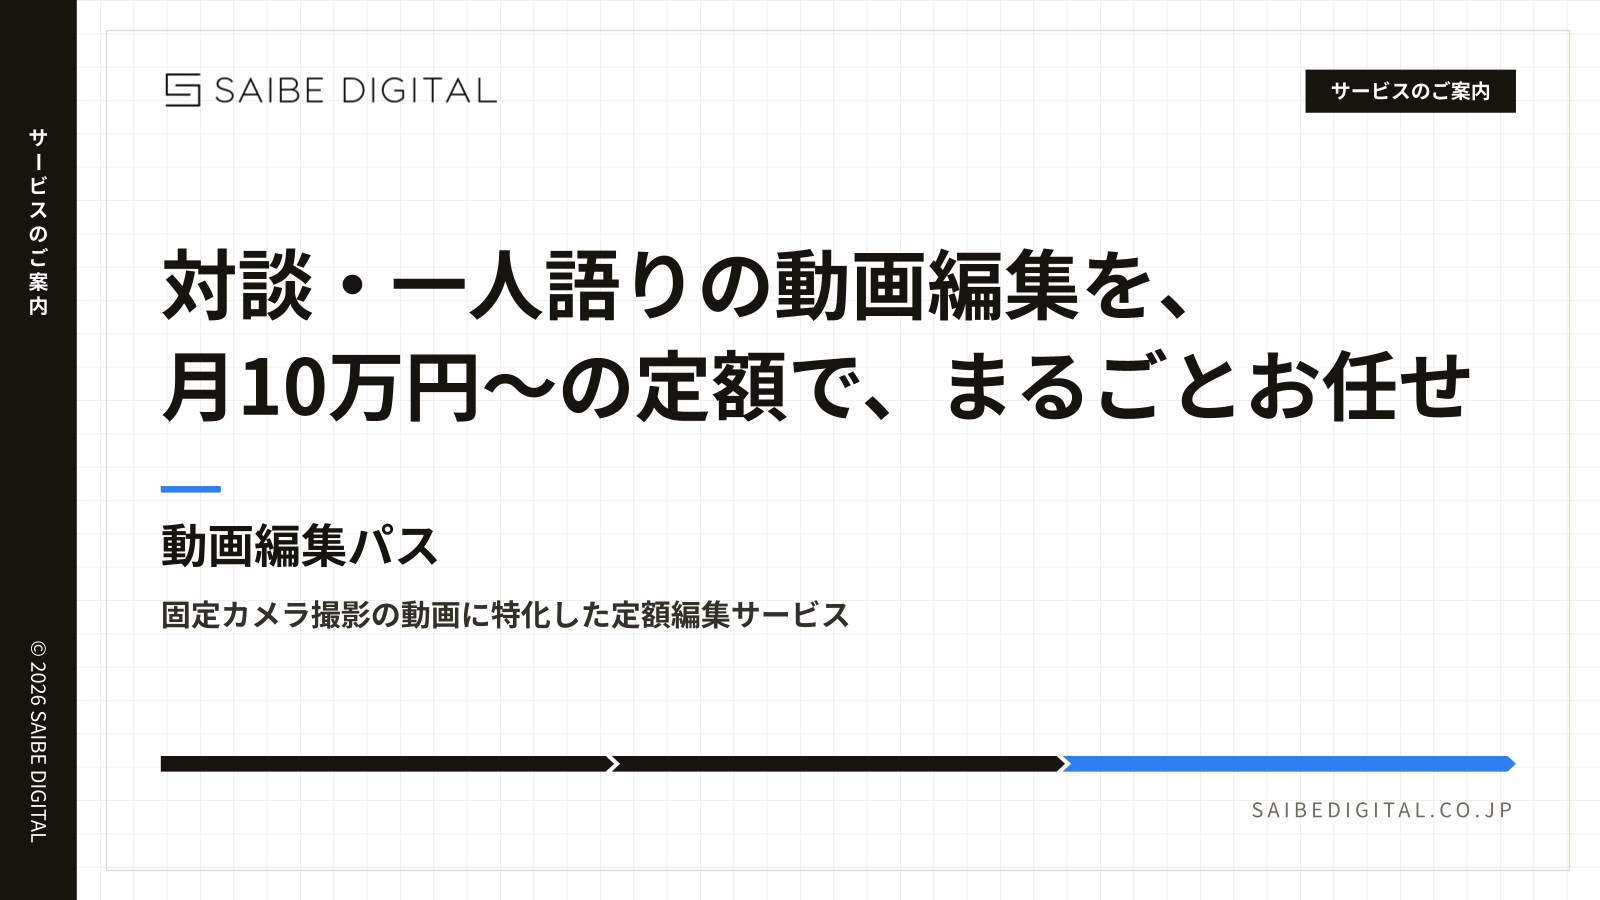 サービスのご案内
© 2026 SAIBE DIGITAL
SAIBE DIGITAL
サービスのご案内
対談・一人語りの動画編集を、
月10万円〜の定額で、まるごとお任せ
動画編集パス
固定カメラ撮影の動画に特化した定額編集サービス
SAIBEDIGITAL.CO.JP